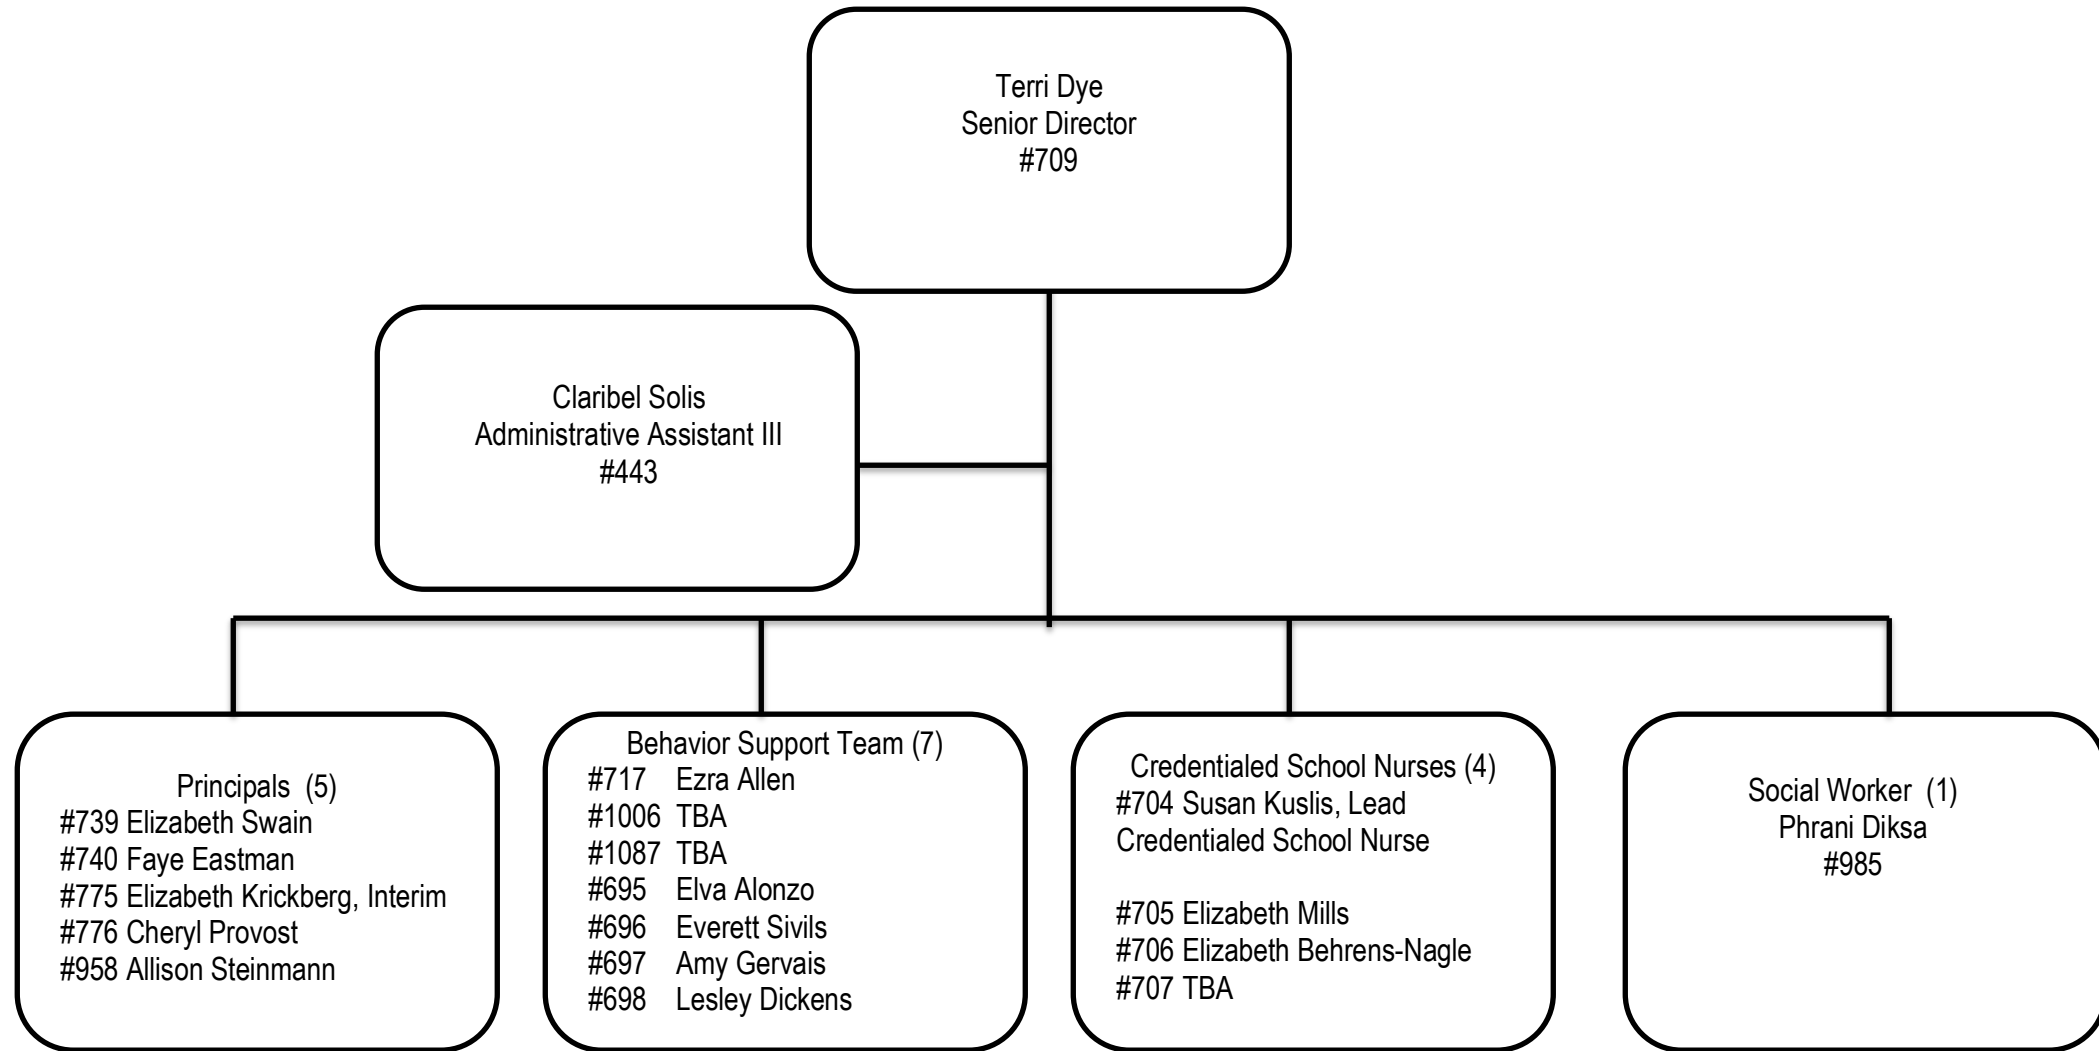 Terri Dye
Senior Director
#709
Claribel Solis
Administrative Assistant III
#443
Principals (5)
#739 Elizabeth Swain
#740 Faye Eastman
#775 Elizabeth Krickberg, Interim
#776 Cheryl Provost
#958 Allison Steinmann
Behavior Support Team (7)
#717 Ezra Allen
#1006 TBA
#1087 TBA
#695 Elva Alonzo
#696 Everett Sivils
#697 Amy Gervais
#698 Lesley Dickens
Credentialed School Nurses (4)
#704 Susan Kuslis, Lead
Credentialed School Nurse
#705 Elizabeth Mills
#706 Elizabeth Behrens-Nagle
#707 TBA
Social Worker (1)
Phrani Diksa
#985